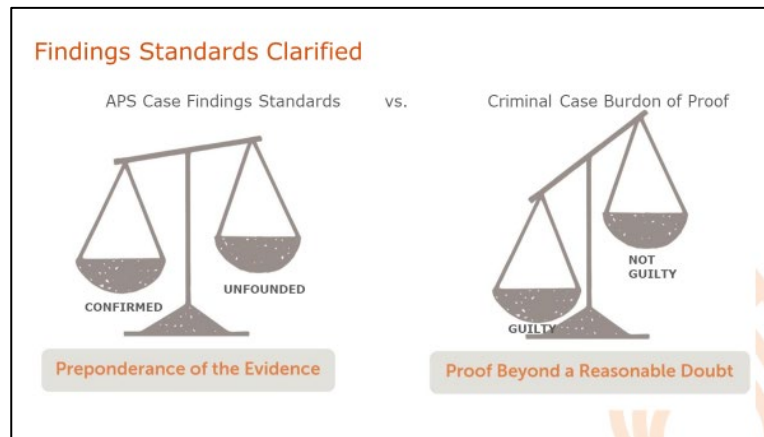 Findings Standards Clarified
APS Case Findings Standards vs. Criminal Case Burdon of Proof
CONFIRMED
UNFOUNDED
GUILTY
NOT
GUILTY
Preponderance of the Evidence
Proof Beyond a Reasonable Doubt